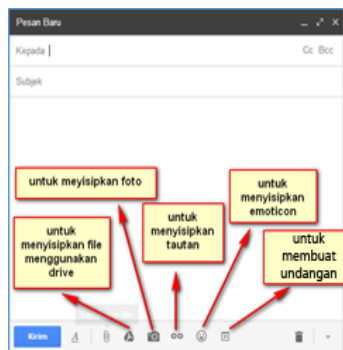 Pesan Baru
Kepada
Cc Bcc
Subjek
untuk meyisipkan foto
untuk
menyisipkan
emoticon
untuk
menyisipkan
tautan
untuk
menyisipkan file
menggunakan
drive
untuk
membuat
undangan
Kirim
A